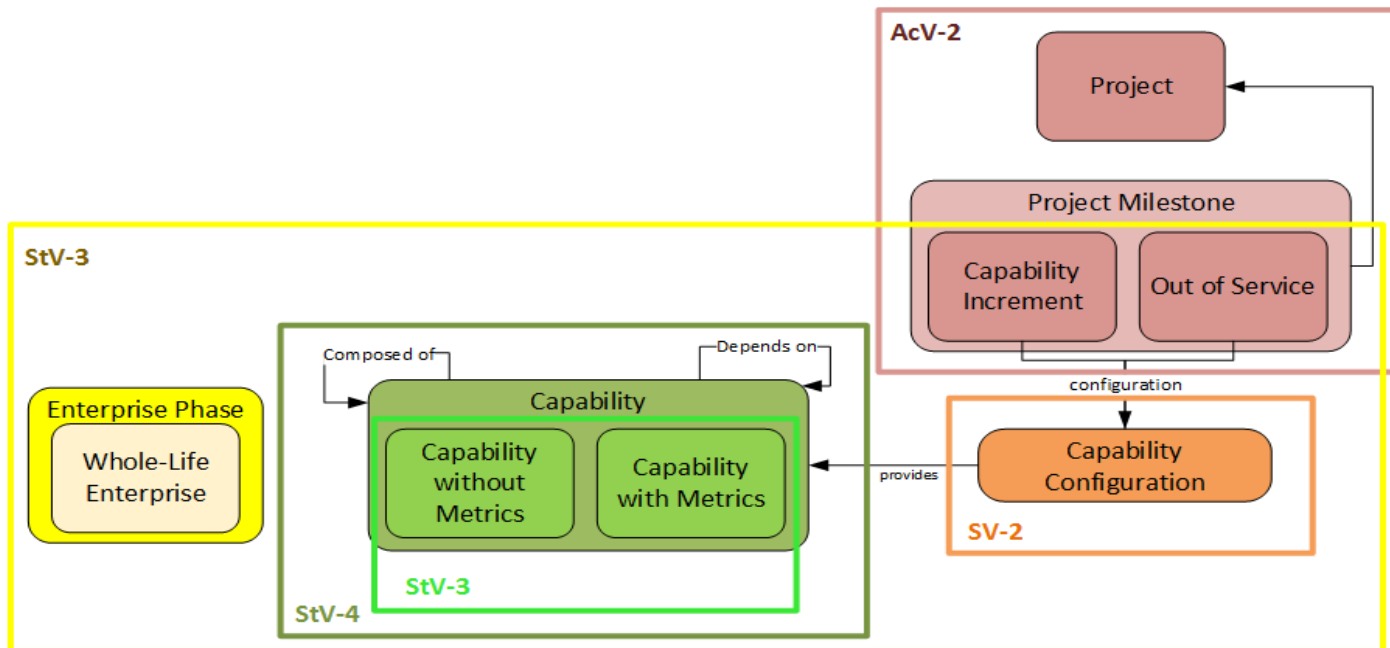 AcV-2
Project
Project Milestone
StV-3
Capability
Increment
Out of Service
Composed of
Depends on
configuration
Enterprise Phase
Capability
Whole-Life
Enterprise
Capability
without
Metrics
Capability
with Metrics
provides
Capability
Configuration
SV-2
StV-3
StV-4